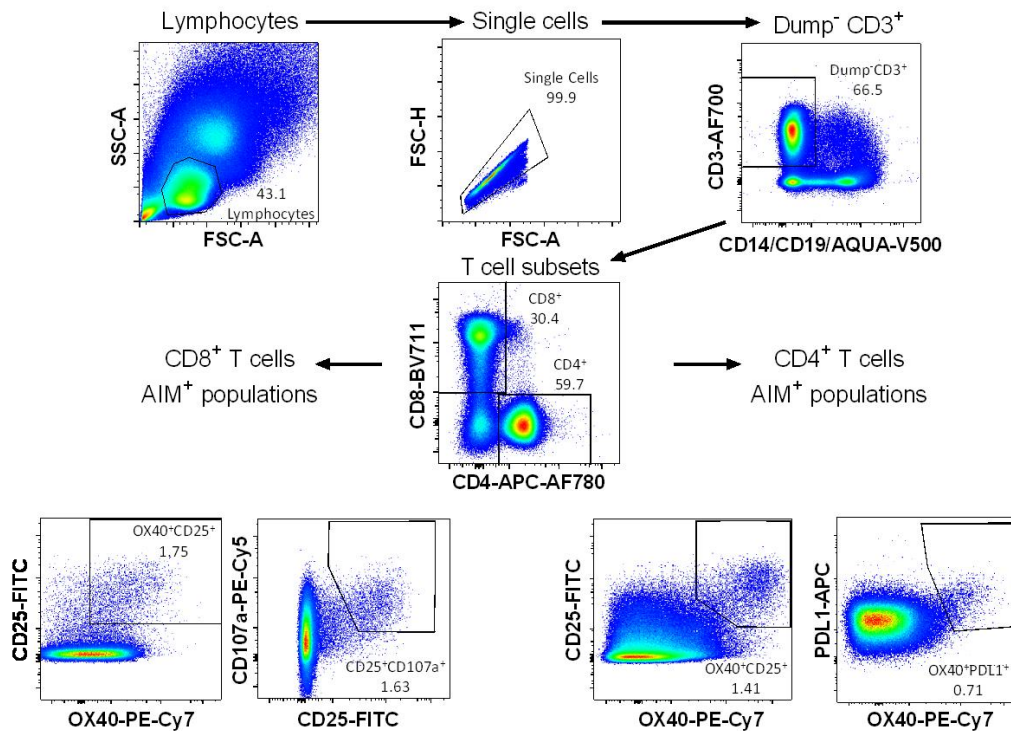 Lymphocytes
Single cells
Dump⁻ CD3⁺
SSC-A
43.1
Lymphocytes
FSC-A
FSC-H
Single Cells
99.9
FSC-A
CD3-AF700
Dump⁻CD3⁺
66.5
CD14/CD19/AQUA-V500
T cell subsets
CD8-BV711
CD8⁺
30.4
CD4⁺
59.7
CD4-APC-AF780
CD8⁺ T cells
AIM⁺ populations
CD4⁺ T cells
AIM⁺ populations
CD25-FITC
OX40⁺CD25⁺
1,75
OX40-PE-Cy7
CD107a-PE-Cy5
CD25⁺CD107a⁺
1.63
CD25-FITC
CD25-FITC
OX40⁺CD25⁺
1.41
OX40-PE-Cy7
PDL1-APC
OX40⁺PDL1⁺
0.71
OX40-PE-Cy7